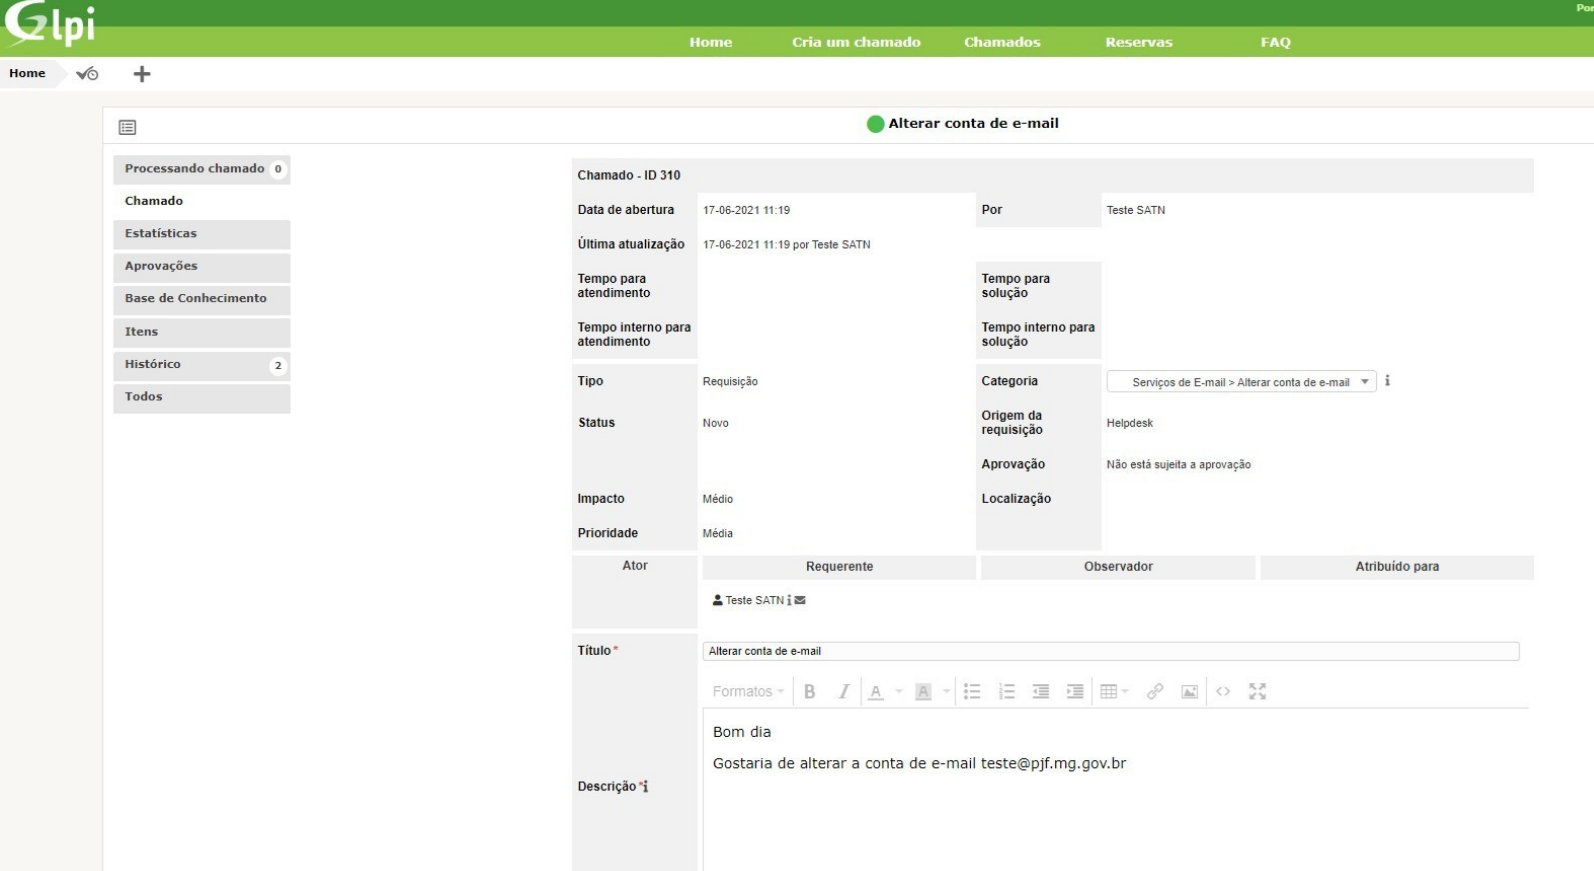 Glpi
Por
Home Cria um chamado Chamados Reservas FAQ
Home
Alterar conta de e-mail
Processando chamado 0
Chamado
Estatísticas
Aprovações
Base de Conhecimento
Itens
Histórico 2
Todos
Chamado - ID 310
Data de abertura 17-06-2021 11:19 Por Teste SATN
Última atualização 17-06-2021 11:19 por Teste SATN
Tempo para atendimento Tempo para solução
Tempo interno para atendimento Tempo interno para solução
Tipo Requisição Categoria Serviços de E-mail > Alterar conta de e-mail
Status Novo Origem da requisição Helpdesk
Aprovação Não está sujeita a aprovação
Impacto Médio Localização
Prioridade Média
Ator Requerente Observador Atribuído para
Teste SATN
Título * Alterar conta de e-mail
Formatos B I A A
Bom dia
Gostaria de alterar a conta de e-mail teste@pjf.mg.gov.br
Descrição *